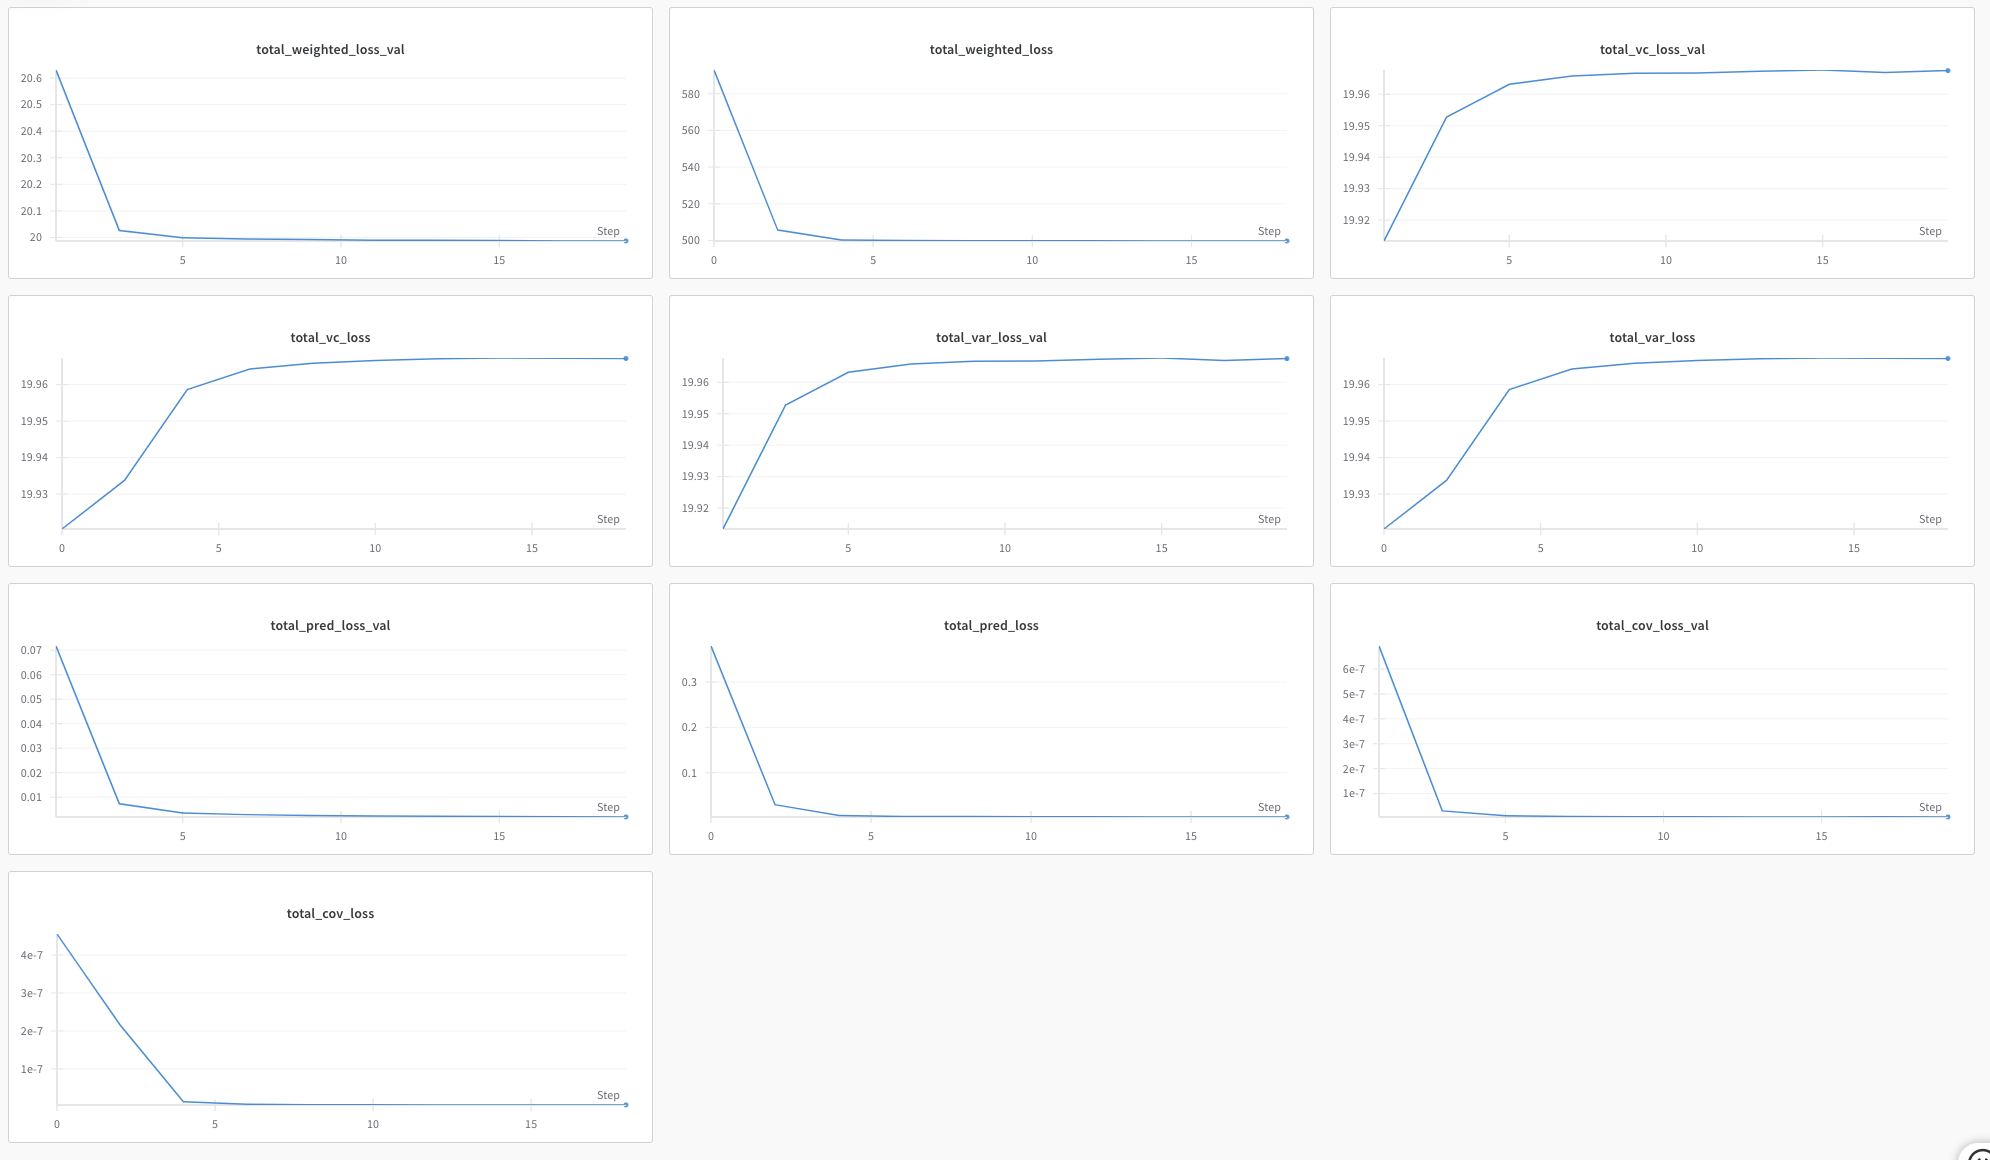 total_weighted_loss_val
20.6
20.5
20.4
20.3
20.2
20.1
20
Step
5 10 15
total_weighted_loss
580
560
540
520
500
Step
0 5 10 15
total_vc_loss_val
19.96
19.95
19.94
19.93
19.92
Step
5 10 15
total_vc_loss
19.96
19.95
19.94
19.93
Step
0 5 10 15
total_var_loss_val
19.96
19.95
19.94
19.93
19.92
Step
5 10 15
total_var_loss
19.96
19.95
19.94
19.93
Step
0 5 10 15
total_pred_loss_val
0.07
0.06
0.05
0.04
0.03
0.02
0.01
Step
5 10 15
total_pred_loss
0.3
0.2
0.1
Step
0 5 10 15
total_cov_loss_val
6e-7
5e-7
4e-7
3e-7
2e-7
1e-7
Step
5 10 15
total_cov_loss
4e-7
3e-7
2e-7
1e-7
Step
0 5 10 15